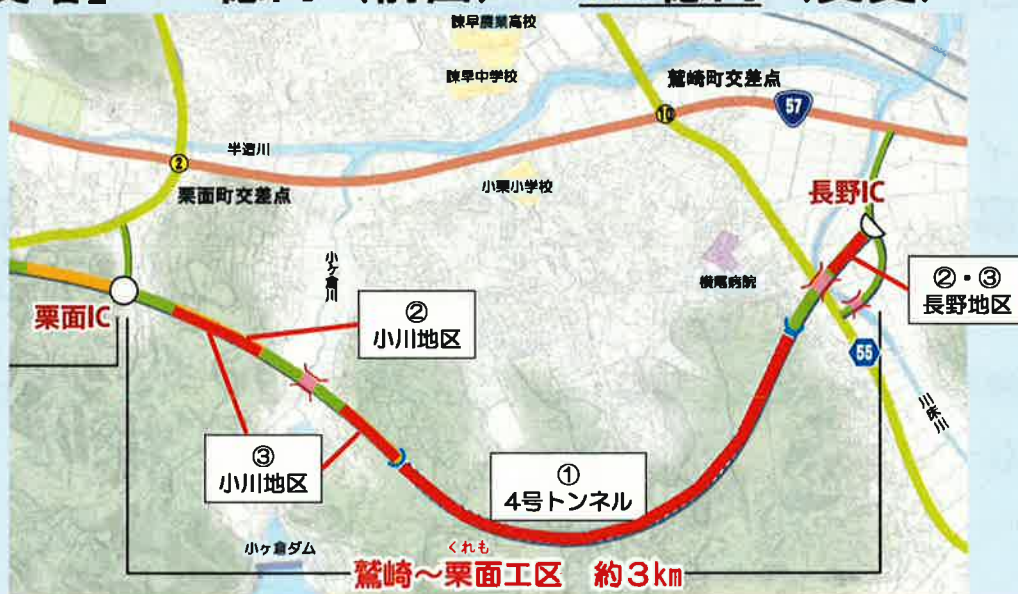 諫早農業高校
諫早中学校
鷲崎町交差点
57
10
半造川
2
栗面町交差点
小栗小学校
長野IC
小ヶ倉川
横尾病院
②・③
長野地区
栗面IC
②
小川地区
55
川床川
③
小川地区
①
4号トンネル
小ヶ倉ダム
くれも
鷲崎～栗面工区 約3km